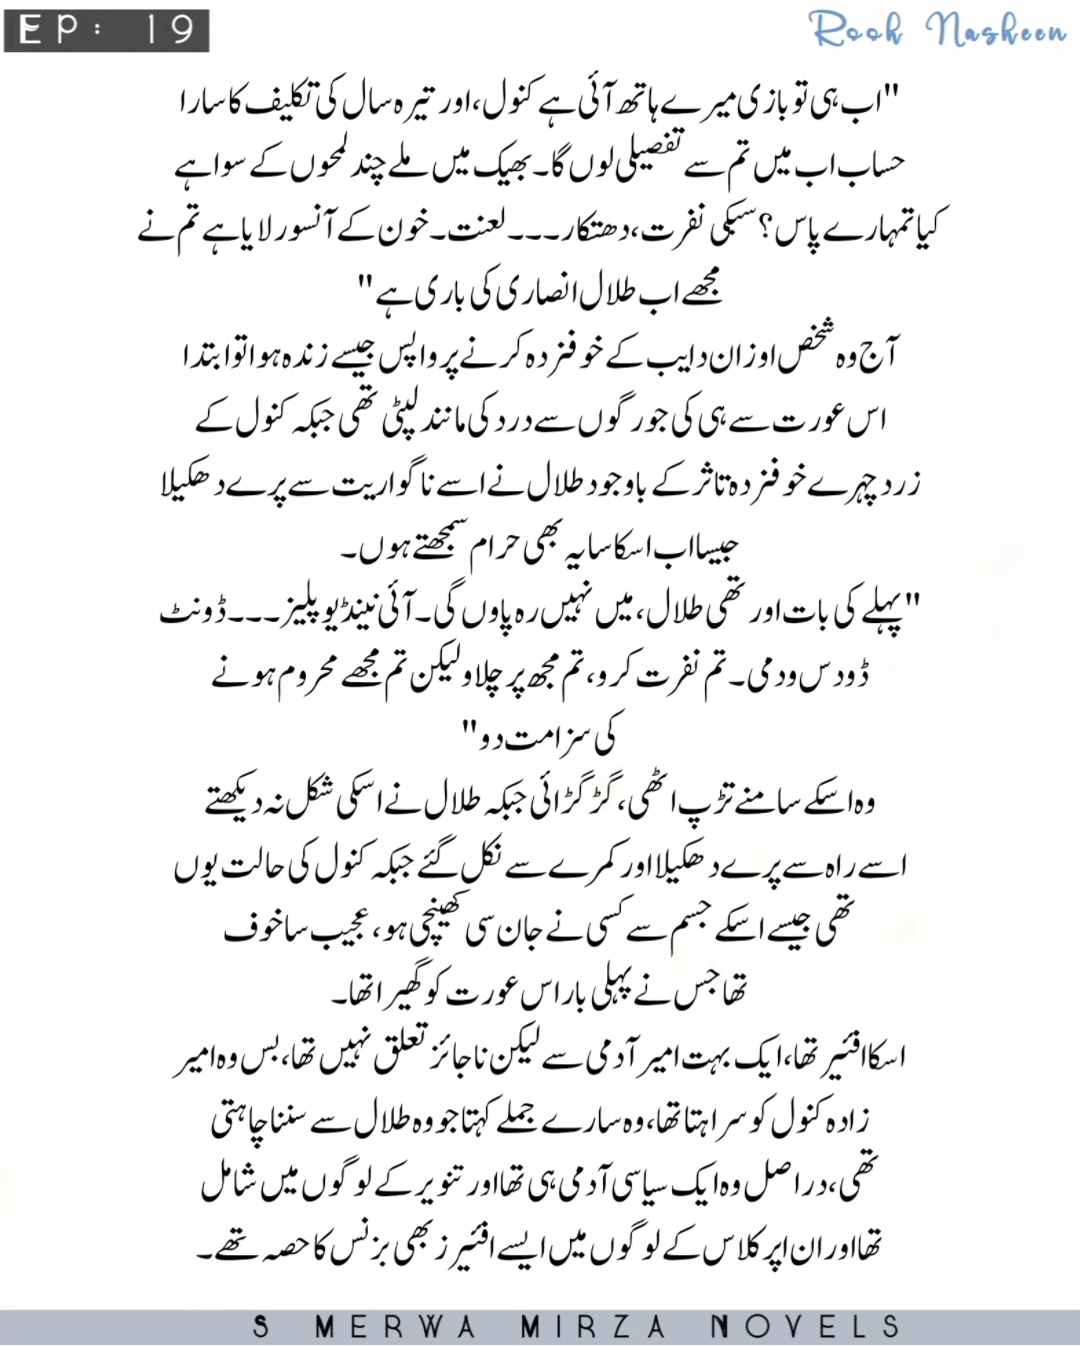 EP: 19
Rooh Nasheen
"اب ہی تو بازی میرے ہاتھ آئی ہے کنول، اور تیرہ سال کی تکلیف کا سارا
حساب اب میں تم سے تفصیلی لوں گا۔ بھیک میں ملے چند لمحوں کے سوا ہے
کیا تمہارے پاس؟ سبکی نفرت، دھتکار۔۔۔ لعنت۔ خون کے آنسو رلایا ہے تم نے
مجھے اب طلال انصاری کی باری ہے"
آج وہ شخص اوزان دایب کے خوفزدہ کرنے پر واپس جیسے زندہ ہوا تو ابتدا
اس عورت سے ہی کی جو رگوں سے درد کی مانند لپٹی تھی جبکہ کنول کے
زرد چہرے خوفزدہ تاثر کے باوجود طلال نے اسے ناگواریت سے پرے دھکیلا
جیسا اب اسکا سایہ بھی حرام سمجھتے ہوں۔
"پہلے کی بات اور تھی طلال، میں نہیں رہ پاوں گی۔ آئی نینڈ یو پلیز۔۔۔ ڈونٹ
ڈو دس ود می۔ تم نفرت کرو، تم مجھ پر چلاو لیکن تم مجھے محروم ہونے
کی سزا مت دو"
وہ اسکے سامنے تڑپ اٹھی، گڑگڑائی جبکہ طلال نے اسکی شکل نہ دیکھتے
اسے راہ سے پرے دھکیلا اور کمرے سے نکل گئے جبکہ کنول کی حالت یوں
تھی جیسے اسکے جسم سے کسی نے جان سی کھینچی ہو، عجیب سا خوف
تھا جس نے پہلی بار اس عورت کو گھیرا تھا۔
اسکا افئیر تھا، ایک بہت امیر آدمی سے لیکن ناجائز تعلق نہیں تھا، بس وہ امیر
زادہ کنول کو سراہتا تھا، وہ سارے جملے کہتا جو وہ طلال سے سننا چاہتی
تھی، دراصل وہ ایک سیاسی آدمی ہی تھا اور تنویر کے لوگوں میں شامل
تھا اور ان اپر کلاس کے لوگوں میں ایسے افئیرز بھی بزنس کا حصہ تھے۔
S MERWA MIRZA NOVELS